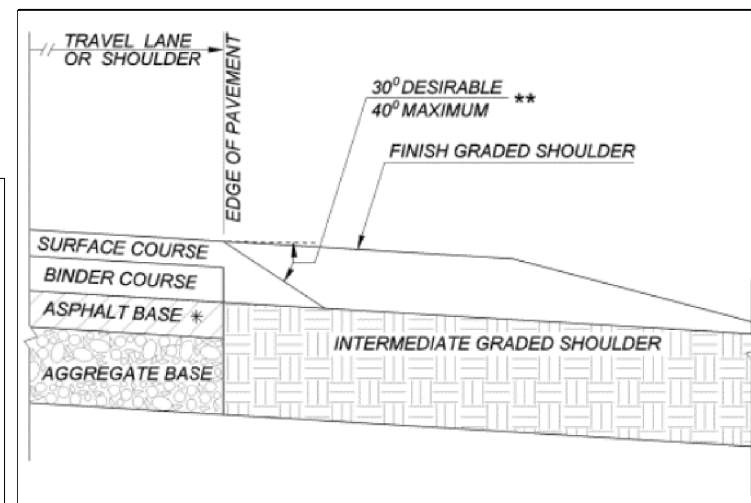 TRAVEL LANE
OR SHOULDER
EDGE OF PAVEMENT
30⁰ DESIRABLE
40⁰ MAXIMUM **
FINISH GRADED SHOULDER
SURFACE COURSE
BINDER COURSE
ASPHALT BASE *
INTERMEDIATE GRADED SHOULDER
AGGREGATE BASE